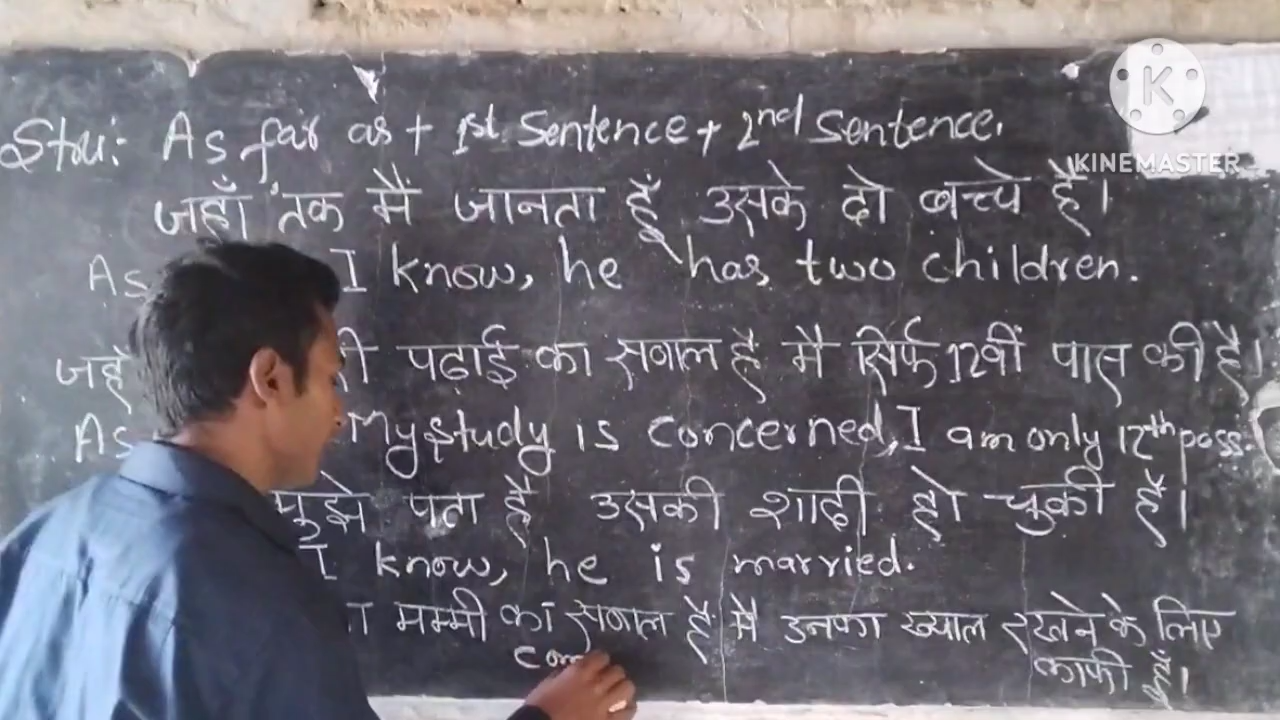 Stru: As far as + 1st Sentence + 2nd Sentence.
जहाँ तक मैं जानता हूँ उसके दो बच्चे हैं।
As I know, he has two children.
पढ़ाई का सवाल है मै सिर्फ 12वीं पास की है।
As My study is concerned, I am only 12th pass.
मुझे पता है उसकी शादी हो चुकी है।
I know, he is married.
मम्मी का सवाल है मै उनका ख्याल रखने के लिए
काफी हूँ।
K
KINEMASTER